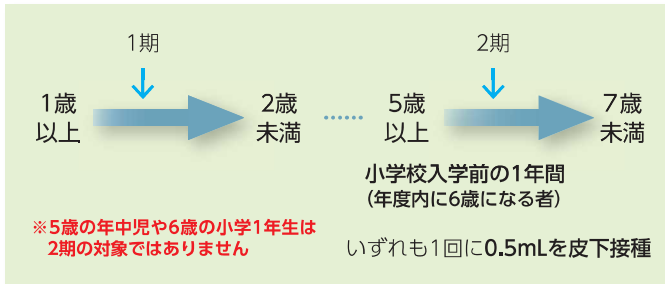 1期
2期
1歳
以上
2歳
未満
……
5歳
以上
7歳
未満
小学校入学前の1年間
(年度内に6歳になる者)
※5歳の年中児や6歳の小学1年生は
2期の対象ではありません
いずれも1回に0.5mLを皮下接種